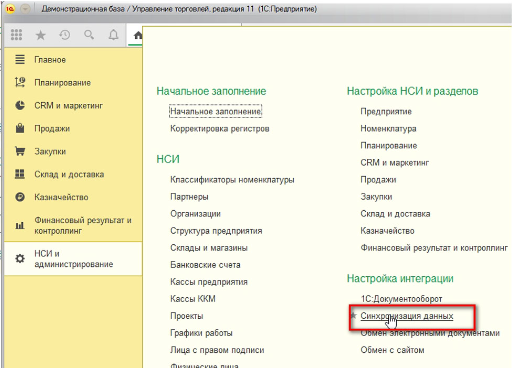 Демонстрационная база / Управление торговлей, редакция 11 (1С:Предприятие)
Главное
Планирование
CRM и маркетинг
Продажи
Закупки
Склад и доставка
Казначейство
Финансовый результат и
контроллинг
НСИ и
администрирование
Начальное заполнение
Начальное заполнение
Корректировка регистров
НСИ
Классификаторы номенклатуры
Партнеры
Организации
Структура предприятия
Склады и магазины
Банковские счета
Кассы предприятия
Кассы ККМ
Проекты
Графики работы
Лица с правом подписи
Физические лица
Настройка НСИ и разделов
Предприятие
Номенклатура
Планирование
CRM и маркетинг
Продажи
Закупки
Склад и доставка
Казначейство
Финансовый результат и контроллинг
Настройка интеграции
1С:Документооборот
Синхронизация данных
Обмен электронными документами
Обмен с сайтом